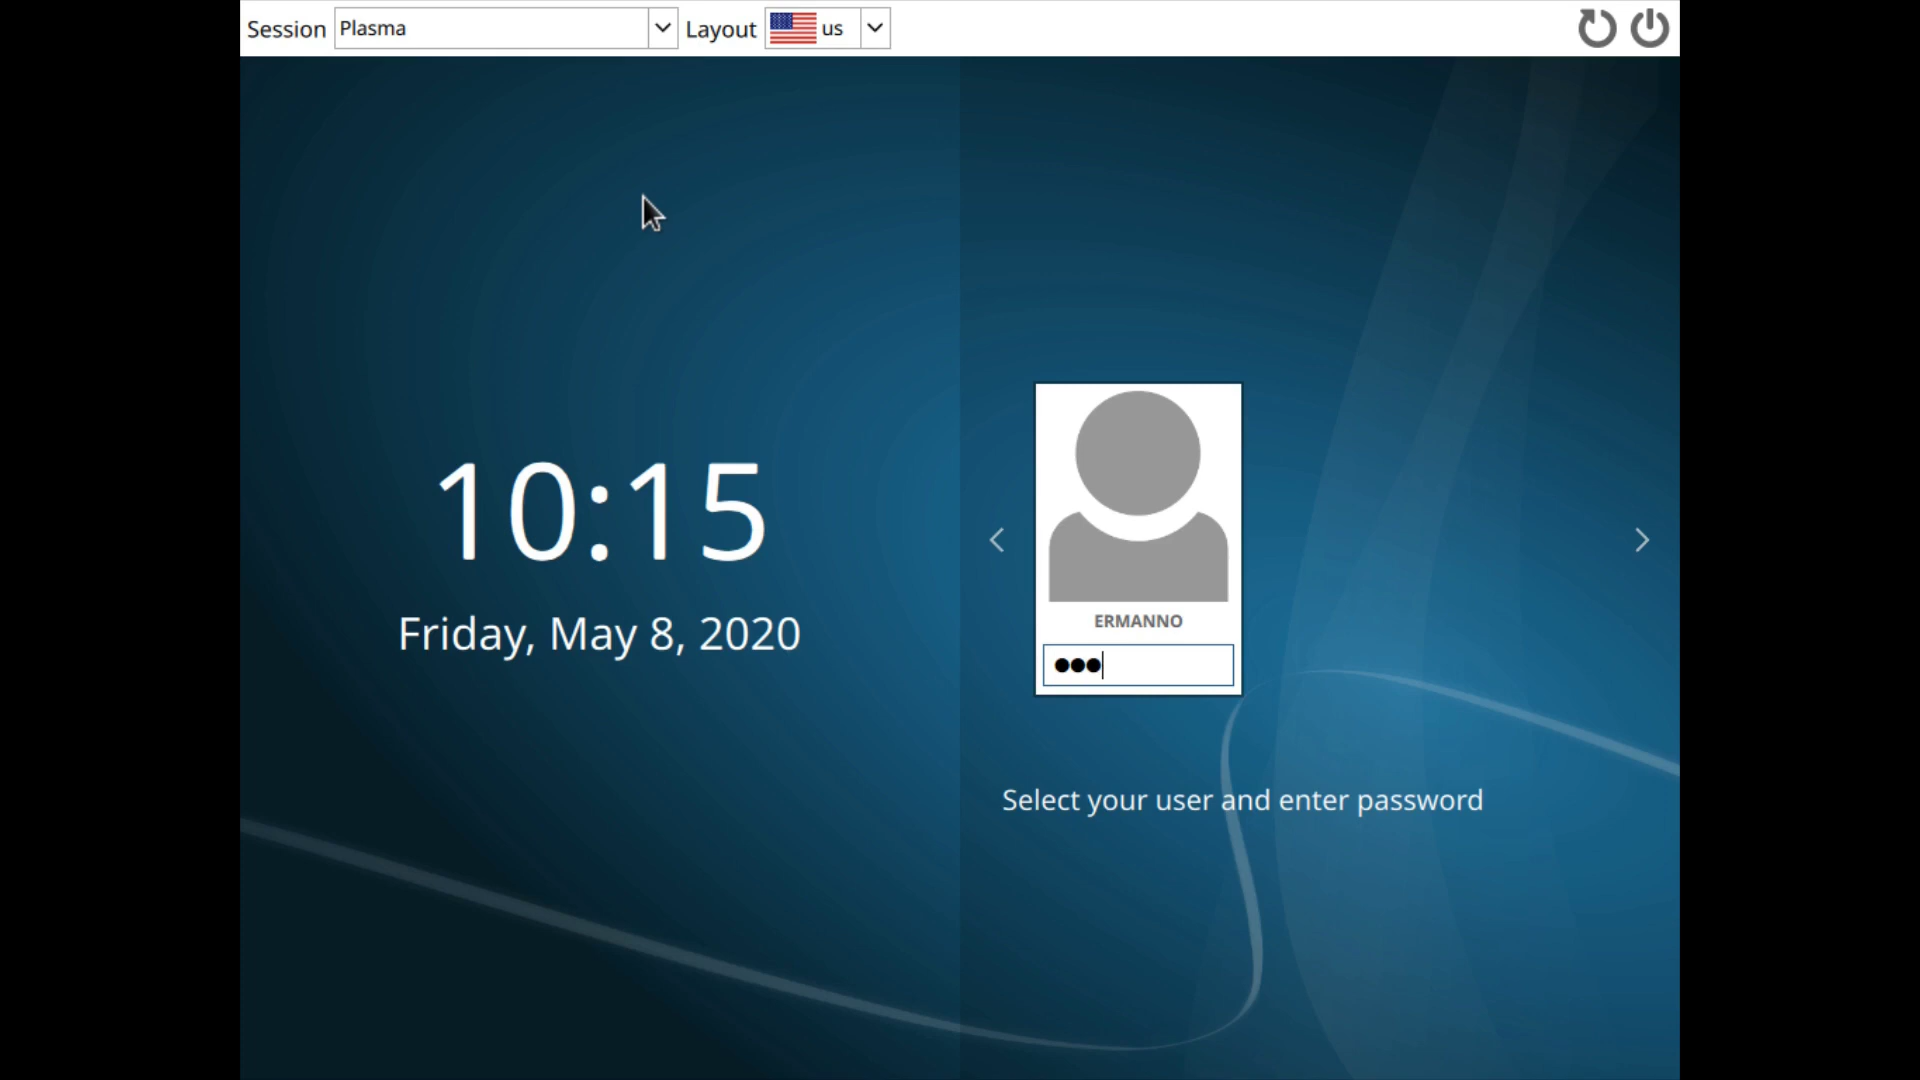 Session Plasma Layout us
10:15
Friday, May 8, 2020
ERMANNO
Select your user and enter password